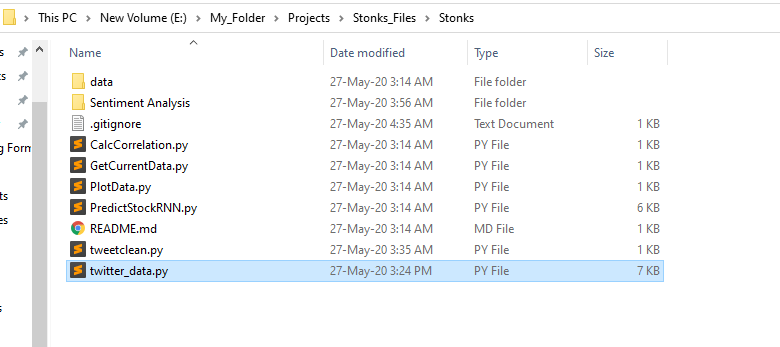 This PC > New Volume (E:) > My_Folder > Projects > Stonks_Files > Stonks
Name Date modified Type Size
data 27-May-20 3:14 AM File folder
Sentiment Analysis 27-May-20 3:56 AM File folder
.gitignore 27-May-20 4:35 AM Text Document 1 KB
CalcCorrelation.py 27-May-20 3:14 AM PY File 1 KB
GetCurrentData.py 27-May-20 3:14 AM PY File 1 KB
PlotData.py 27-May-20 3:14 AM PY File 1 KB
PredictStockRNN.py 27-May-20 3:14 AM PY File 6 KB
README.md 27-May-20 3:14 AM MD File 1 KB
tweetclean.py 27-May-20 3:35 AM PY File 1 KB
twitter_data.py 27-May-20 3:24 PM PY File 7 KB